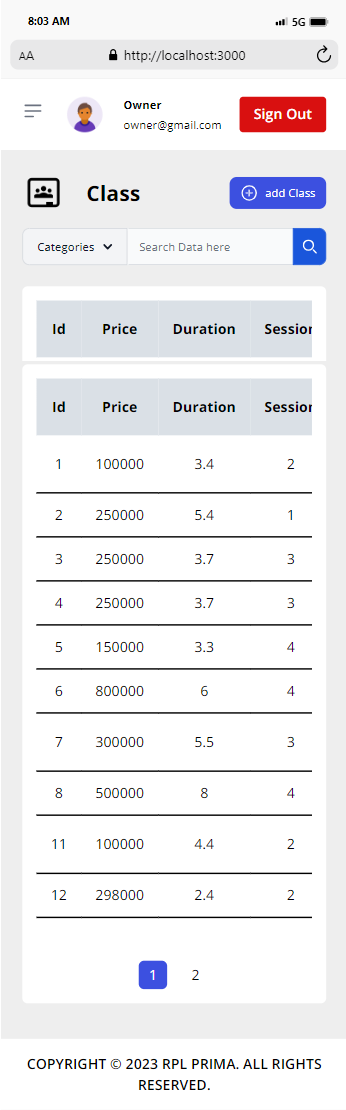 8:03 AM 5G
AA http://localhost:3000
Owner
owner@gmail.com
Sign Out
Class
add Class
Categories Search Data here
Id Price Duration Session
Id Price Duration Session
1 100000 3.4 2
2 250000 5.4 1
3 250000 3.7 3
4 250000 3.7 3
5 150000 3.3 4
6 800000 6 4
7 300000 5.5 3
8 500000 8 4
11 100000 4.4 2
12 298000 2.4 2
1 2
COPYRIGHT © 2023 RPL PRIMA. ALL RIGHTS
RESERVED.